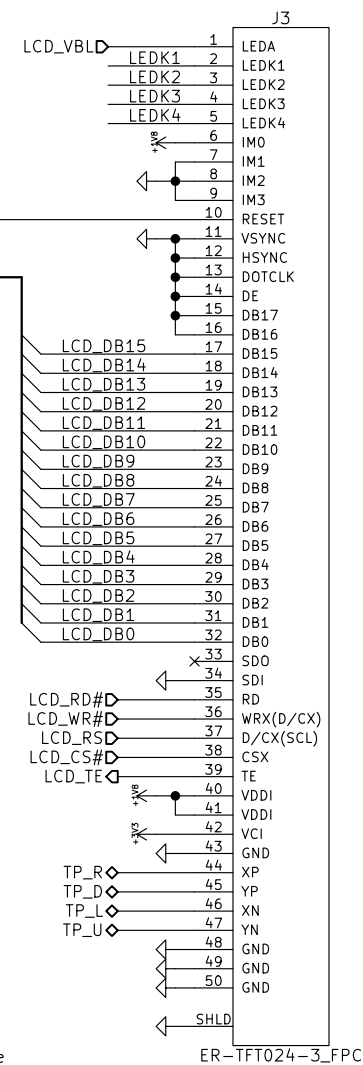 J3
LCD_VBL 1 LEDA
LEDK1 2 LEDK1
LEDK2 3 LEDK2
LEDK3 4 LEDK3
LEDK4 5 LEDK4
+1V8 6 IM0
7 IM1
8 IM2
9 IM3
10 RESET
11 VSYNC
12 HSYNC
13 DOTCLK
14 DE
15 DB17
16 DB16
LCD_DB15 17 DB15
LCD_DB14 18 DB14
LCD_DB13 19 DB13
LCD_DB12 20 DB12
LCD_DB11 21 DB11
LCD_DB10 22 DB10
LCD_DB9 23 DB9
LCD_DB8 24 DB8
LCD_DB7 25 DB7
LCD_DB6 26 DB6
LCD_DB5 27 DB5
LCD_DB4 28 DB4
LCD_DB3 29 DB3
LCD_DB2 30 DB2
LCD_DB1 31 DB1
LCD_DB0 32 DB0
33 SDO
34 SDI
LCD_RD# 35 RD
LCD_WR# 36 WRX(D/CX)
LCD_RS 37 D/CX(SCL)
LCD_CS# 38 CSX
LCD_TE 39 TE
+1V8 40 VDDI
41 VDDI
+3V3 42 VCI
43 GND
TP_R 44 XP
TP_D 45 YP
TP_L 46 XN
TP_U 47 YN
48 GND
49 GND
50 GND
SHLD
e ER-TFT024-3_FPC